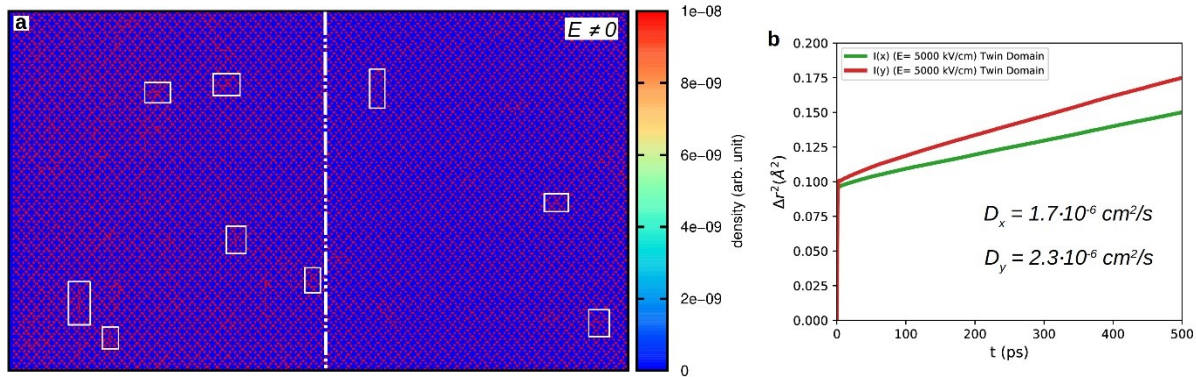 a
E ≠ 0
1e−08
8e−09
6e−09
4e−09
2e−09
0
density (arb. unit)
b
I(x) (E= 5000 kV/cm) Twin Domain
I(y) (E= 5000 kV/cm) Twin Domain
0.200
0.175
0.150
0.125
0.100
0.075
0.050
0.025
0.000
Δr²(Å²)
D_x = 1.7·10⁻⁶ cm²/s
D_y = 2.3·10⁻⁶ cm²/s
0 100 200 300 400 500
t (ps)